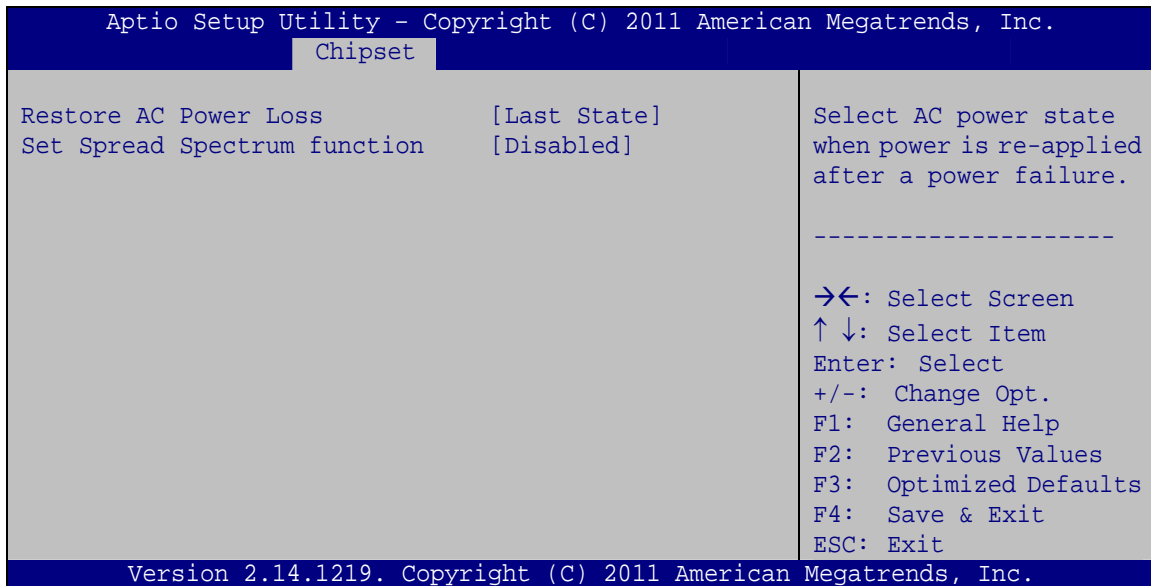 Aptio Setup Utility – Copyright (C) 2011 American Megatrends, Inc.
Chipset
Restore AC Power Loss [Last State]
Set Spread Spectrum function [Disabled]
Select AC power state
when power is re-applied
after a power failure.
---------------------
→←: Select Screen
↑ ↓: Select Item
Enter: Select
+/-: Change Opt.
F1: General Help
F2: Previous Values
F3: Optimized Defaults
F4: Save & Exit
ESC: Exit
Version 2.14.1219. Copyright (C) 2011 American Megatrends, Inc.